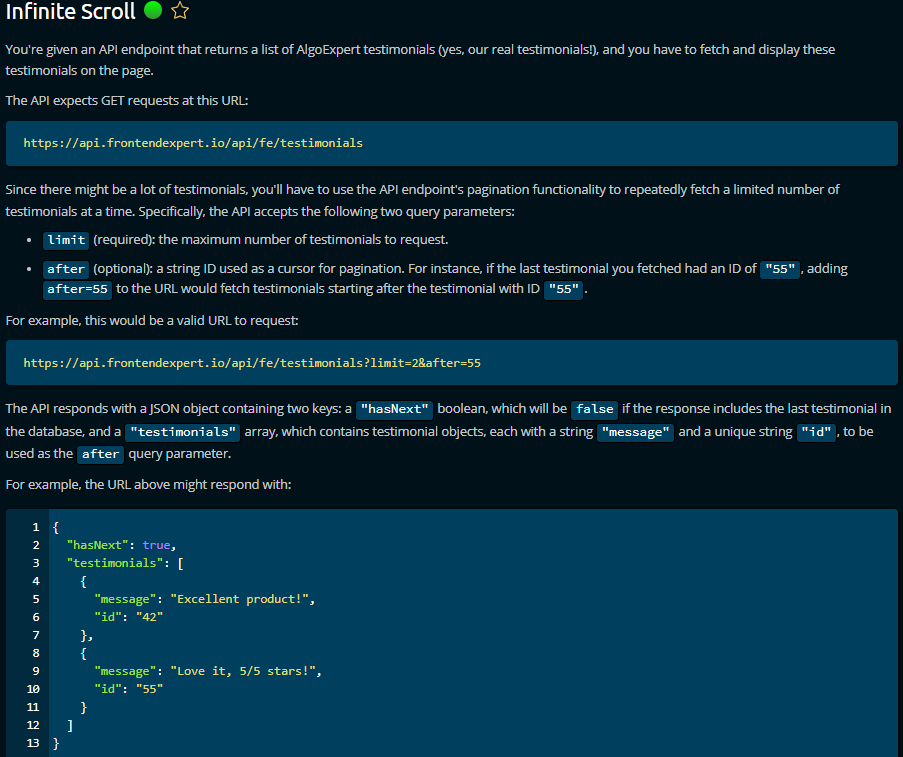 Infinite Scroll
You're given an API endpoint that returns a list of AlgoExpert testimonials (yes, our real testimonials!), and you have to fetch and display these
testimonials on the page.
The API expects GET requests at this URL:
https://api.frontendexpert.io/api/fe/testimonials
Since there might be a lot of testimonials, you'll have to use the API endpoint's pagination functionality to repeatedly fetch a limited number of
testimonials at a time. Specifically, the API accepts the following two query parameters:
• limit (required): the maximum number of testimonials to request.
• after (optional): a string ID used as a cursor for pagination. For instance, if the last testimonial you fetched had an ID of "55", adding
after=55 to the URL would fetch testimonials starting after the testimonial with ID "55".
For example, this would be a valid URL to request:
https://api.frontendexpert.io/api/fe/testimonials?limit=2&after=55
The API responds with a JSON object containing two keys: a "hasNext" boolean, which will be false if the response includes the last testimonial in
the database, and a "testimonials" array, which contains testimonial objects, each with a string "message" and a unique string "id", to be
used as the after query parameter.
For example, the URL above might respond with:
1 {
2 "hasNext": true,
3 "testimonials": [
4 {
5 "message": "Excellent product!",
6 "id": "42"
7 },
8 {
9 "message": "Love it, 5/5 stars!",
10 "id": "55"
11 }
12 ]
13 }